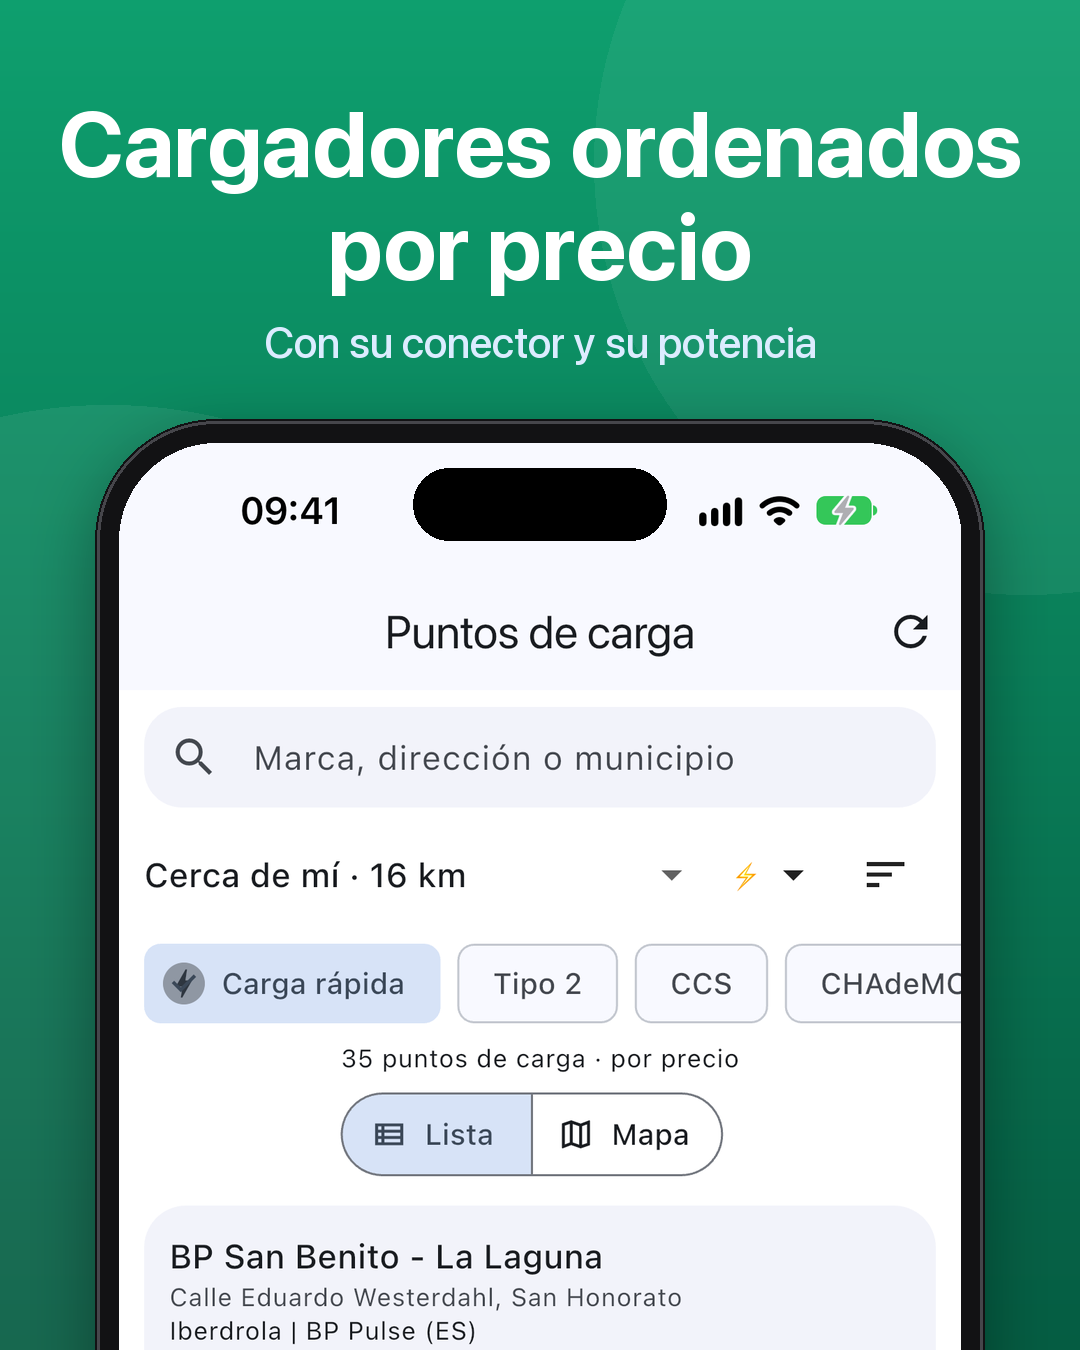 Cargadores ordenados
por precio
Con su conector y su potencia
09:41
Puntos de carga
Marca, dirección o municipio
Cerca de mí · 16 km
Carga rápida
Tipo 2
CCS
CHAdeMO
35 puntos de carga · por precio
Lista
Mapa
BP San Benito - La Laguna
Calle Eduardo Westerdahl, San Honorato
Iberdrola | BP Pulse (ES)